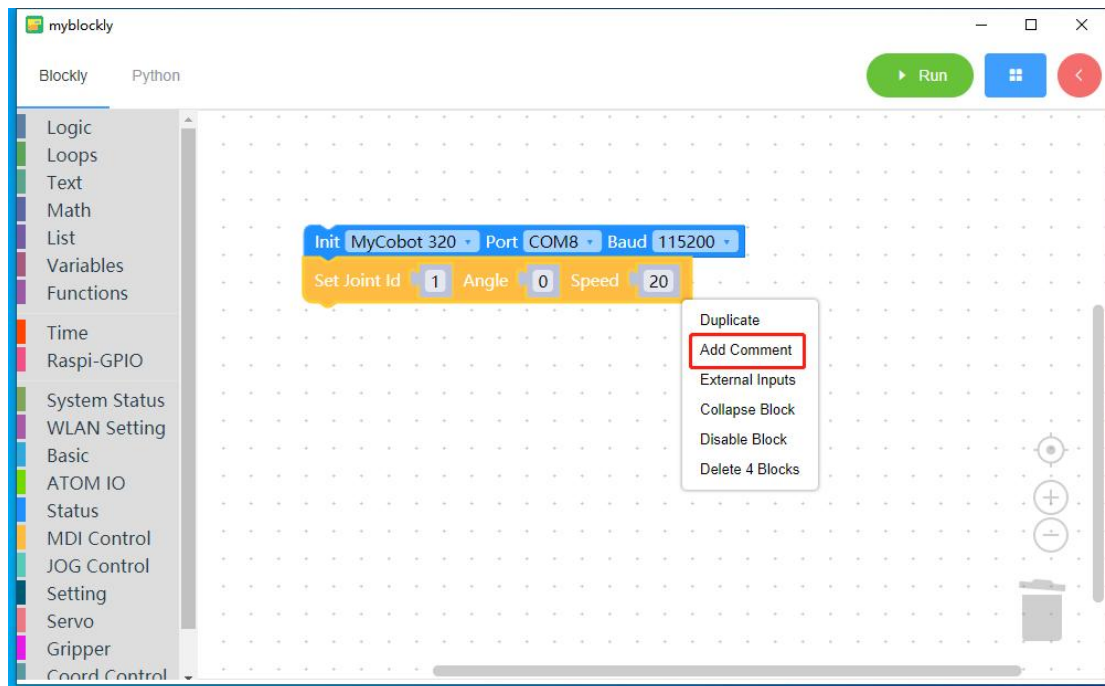 myblockly
Blockly Python
Run
Logic
Loops
Text
Math
List
Variables
Functions
Time
Raspi-GPIO
System Status
WLAN Setting
Basic
ATOM IO
Status
MDI Control
JOG Control
Setting
Servo
Gripper
Coord Control
Init MyCobot 320 Port COM8 Baud 115200
Set Joint Id 1 Angle 0 Speed 20
Duplicate
Add Comment
External Inputs
Collapse Block
Disable Block
Delete 4 Blocks